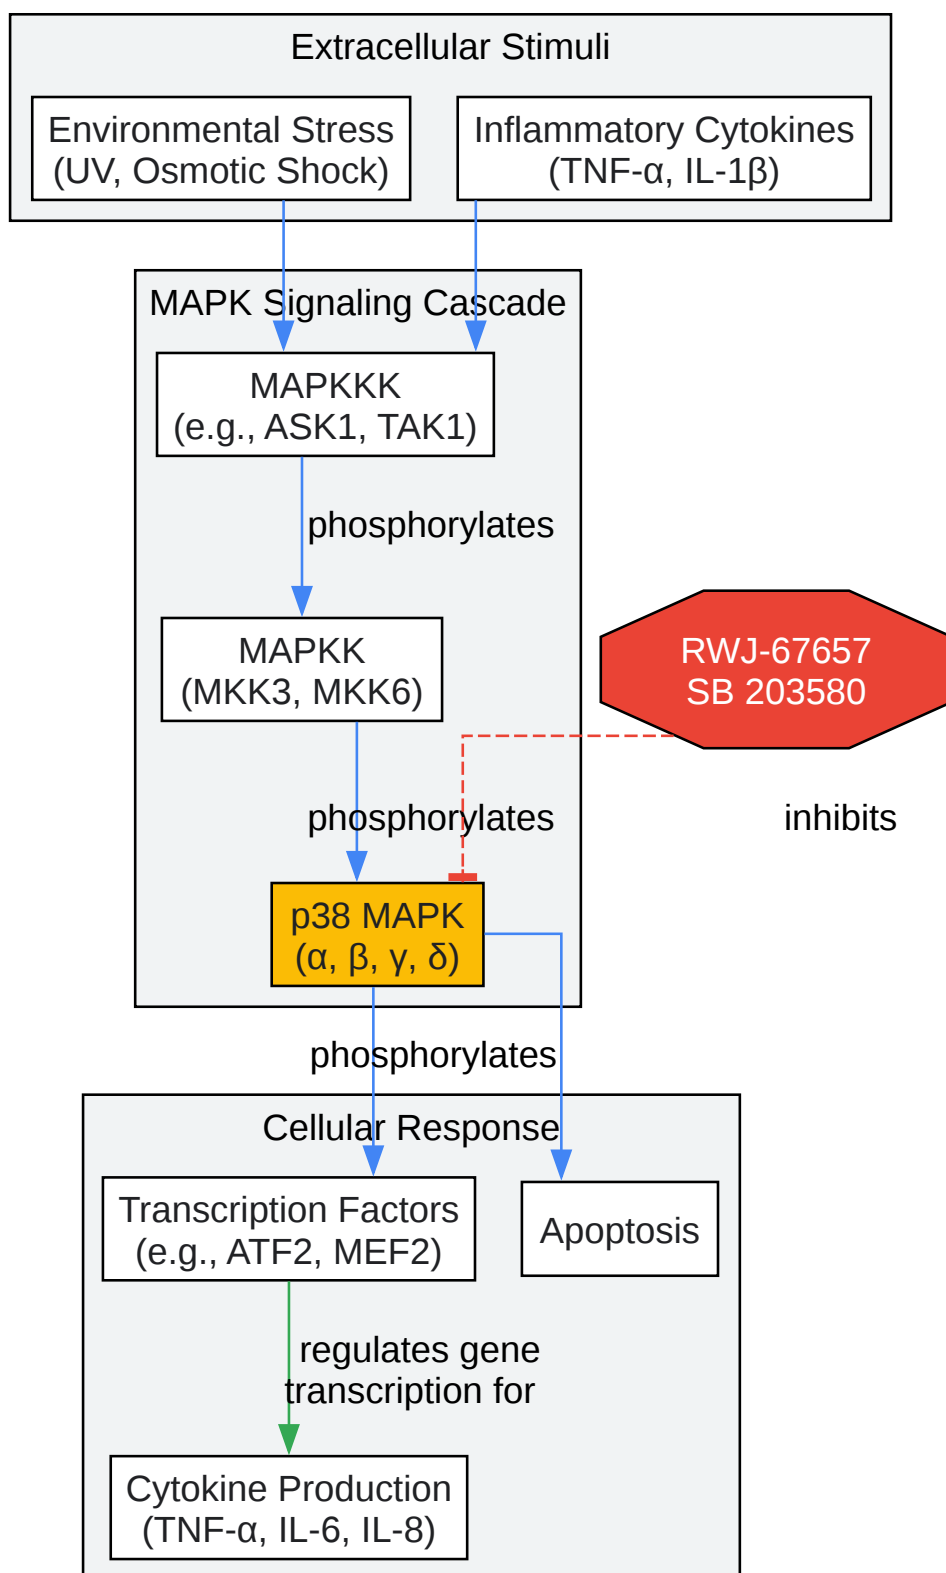 Extracellular Stimuli
Environmental Stress
(UV, Osmotic Shock)
Inflammatory Cytokines
(TNF-α, IL-1β)
MAPK Signaling Cascade
MAPKKK
(e.g., ASK1, TAK1)
phosphorylates
MAPKK
(MKK3, MKK6)
RWJ-67657
SB 203580
phosphorylates
inhibits
p38 MAPK
(α, β, γ, δ)
phosphorylates
Cellular Response
Transcription Factors
(e.g., ATF2, MEF2)
Apoptosis
regulates gene
transcription for
Cytokine Production
(TNF-α, IL-6, IL-8)